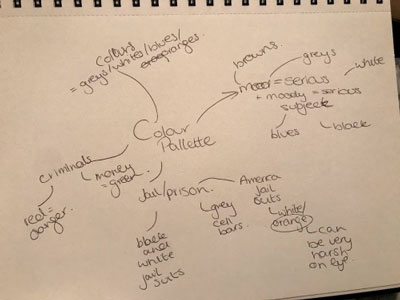 Colours
= greys/whites/blues/
oranges.
browns.
greys
white
mood = serious
+ moody = serious
subject
blues
black
Colour
Pallette
criminals
money
= green
real =
danger.
Jail/prison.
black
and
white
jail
suits
grey
cell
bars.
America
jail
suits
white/
orange
can
be very
harsh
on eye.